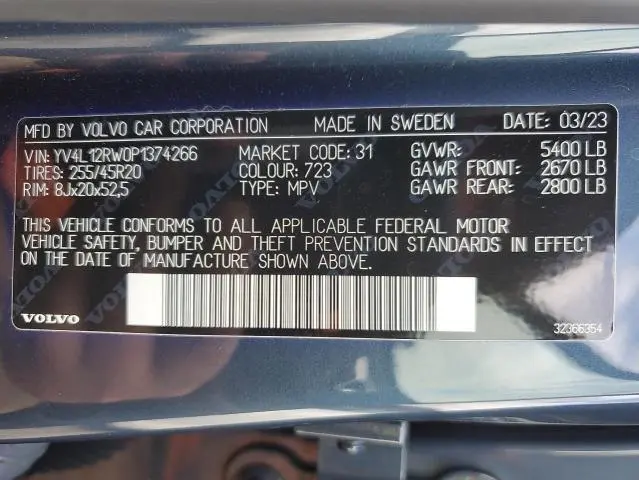 MFD BY VOLVO CAR CORPORATION MADE IN SWEDEN DATE: 03/23
VIN: YV4L12RW0P1374266 MARKET CODE: 31 GVWR: 5400 LB
TIRES: 255/45R20 COLOUR: 723 GAWR FRONT: 2670 LB
RIM: 8Jx20x52,5 TYPE: MPV GAWR REAR: 2800 LB
THIS VEHICLE CONFORMS TO ALL APPLICABLE FEDERAL MOTOR
VEHICLE SAFETY, BUMPER AND THEFT PREVENTION STANDARDS IN EFFECT
ON THE DATE OF MANUFACTURE SHOWN ABOVE.
VOLVO 32366354